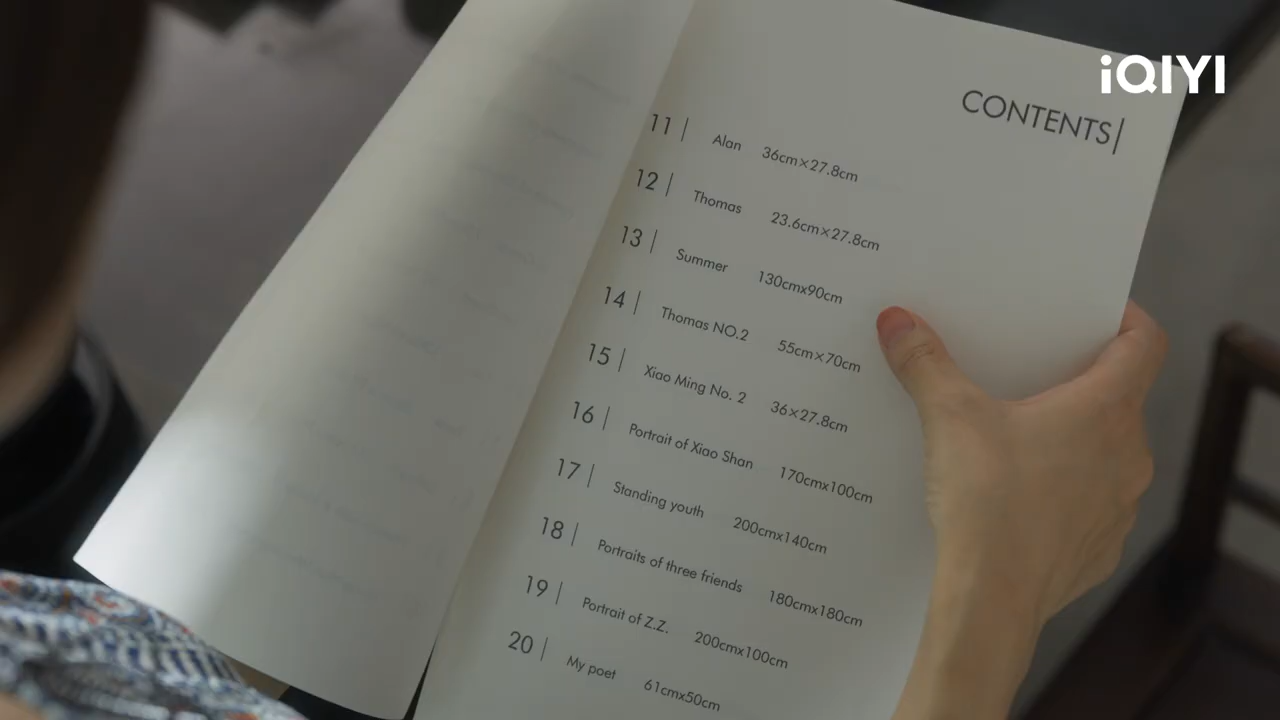 iQIYI
CONTENTS|
11 | Alan 36cm×27.8cm
12 | Thomas 23.6cm×27.8cm
13 | Summer 130cmx90cm
14 | Thomas NO.2 55cm×70cm
15 | Xiao Ming No. 2 36×27.8cm
16 | Portrait of Xiao Shan 170cmx100cm
17 | Standing youth 200cmx140cm
18 | Portraits of three friends 180cmx180cm
19 | Portrait of Z.Z. 200cmx100cm
20 | My poet 61cmx50cm